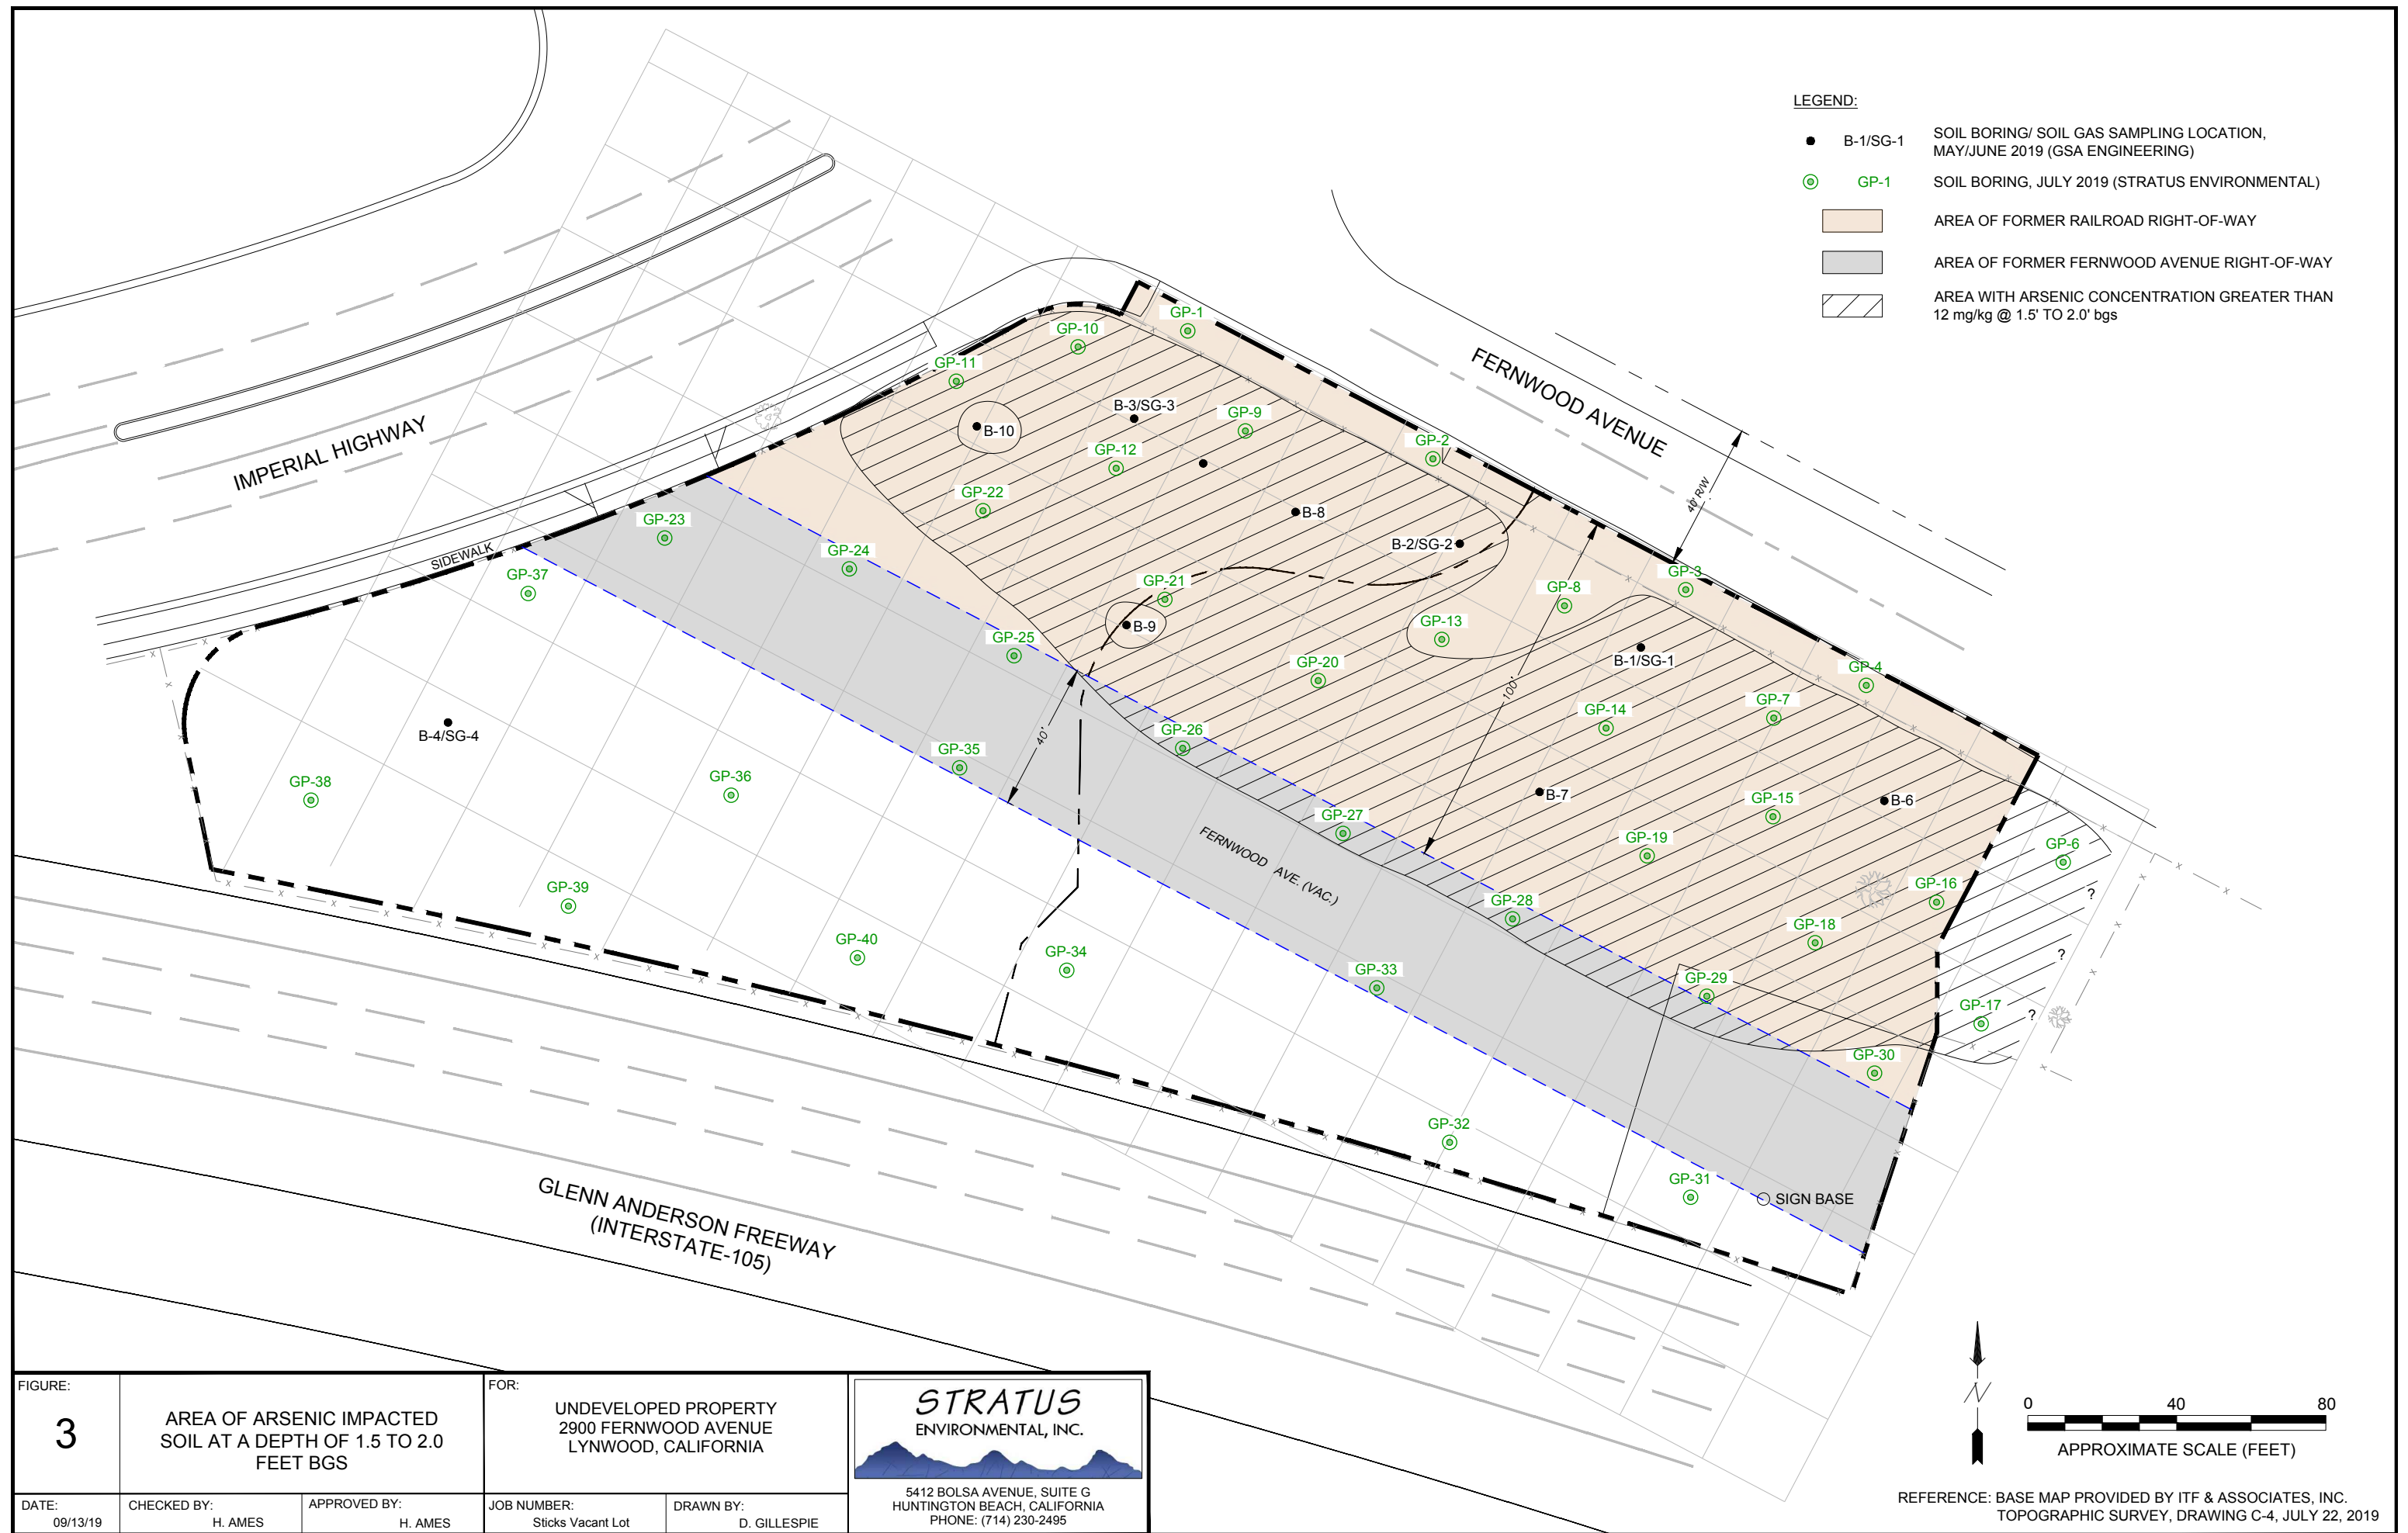 LEGEND:
B-1/SG-1 SOIL BORING/ SOIL GAS SAMPLING LOCATION,
MAY/JUNE 2019 (GSA ENGINEERING)
GP-1 SOIL BORING, JULY 2019 (STRATUS ENVIRONMENTAL)
AREA OF FORMER RAILROAD RIGHT-OF-WAY
AREA OF FORMER FERNWOOD AVENUE RIGHT-OF-WAY
AREA WITH ARSENIC CONCENTRATION GREATER THAN
12 mg/kg @ 1.5' TO 2.0' bgs
GP-1
GP-10
GP-11
FERNWOOD AVENUE
B-3/SG-3
GP-9
B-10
GP-2
IMPERIAL HIGHWAY
GP-12
GP-22
40' R/W
B-8
GP-23
B-2/SG-2
GP-24
SIDEWALK
GP-37
GP-21
GP-3
GP-8
B-9
GP-13
GP-25
B-1/SG-1
GP-20
GP-4
100'
GP-7
GP-14
B-4/SG-4
GP-26
40'
GP-35
GP-38
GP-36
B-7
GP-15
B-6
GP-27
GP-19
GP-6
FERNWOOD AVE. (VAC.)
GP-39
GP-16
?
GP-28
GP-18
GP-40
GP-34
?
GP-33
GP-29
GP-17
?
GP-30
GP-32
GP-31
SIGN BASE
GLENN ANDERSON FREEWAY
(INTERSTATE-105)
N
0 40 80
APPROXIMATE SCALE (FEET)
REFERENCE: BASE MAP PROVIDED BY ITF & ASSOCIATES, INC.
TOPOGRAPHIC SURVEY, DRAWING C-4, JULY 22, 2019
FIGURE:
3
AREA OF ARSENIC IMPACTED
SOIL AT A DEPTH OF 1.5 TO 2.0
FEET BGS
FOR:
UNDEVELOPED PROPERTY
2900 FERNWOOD AVENUE
LYNWOOD, CALIFORNIA
STRATUS
ENVIRONMENTAL, INC.
5412 BOLSA AVENUE, SUITE G
HUNTINGTON BEACH, CALIFORNIA
PHONE: (714) 230-2495
DATE:
09/13/19
CHECKED BY:
H. AMES
APPROVED BY:
H. AMES
JOB NUMBER:
Sticks Vacant Lot
DRAWN BY:
D. GILLESPIE